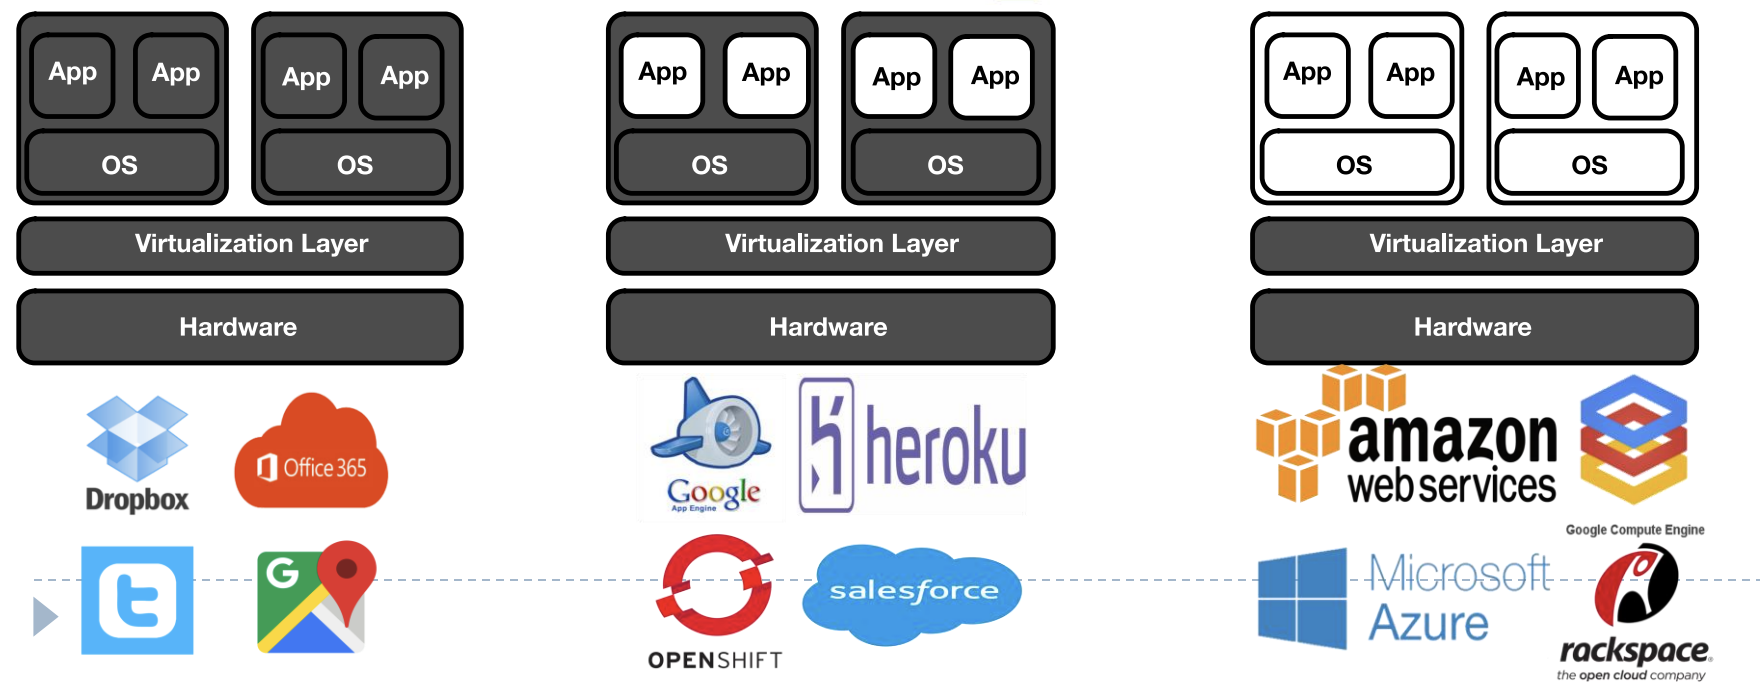 App App App App
OS OS
Virtualization Layer
Hardware
Dropbox
Office 365
t
G
App App App App
OS OS
Virtualization Layer
Hardware
Google
App Engine
heroku
OPENSHIFT
salesforce
App App App App
OS OS
Virtualization Layer
Hardware
amazon
web services
Google Compute Engine
Microsoft
Azure
rackspace
the open cloud company